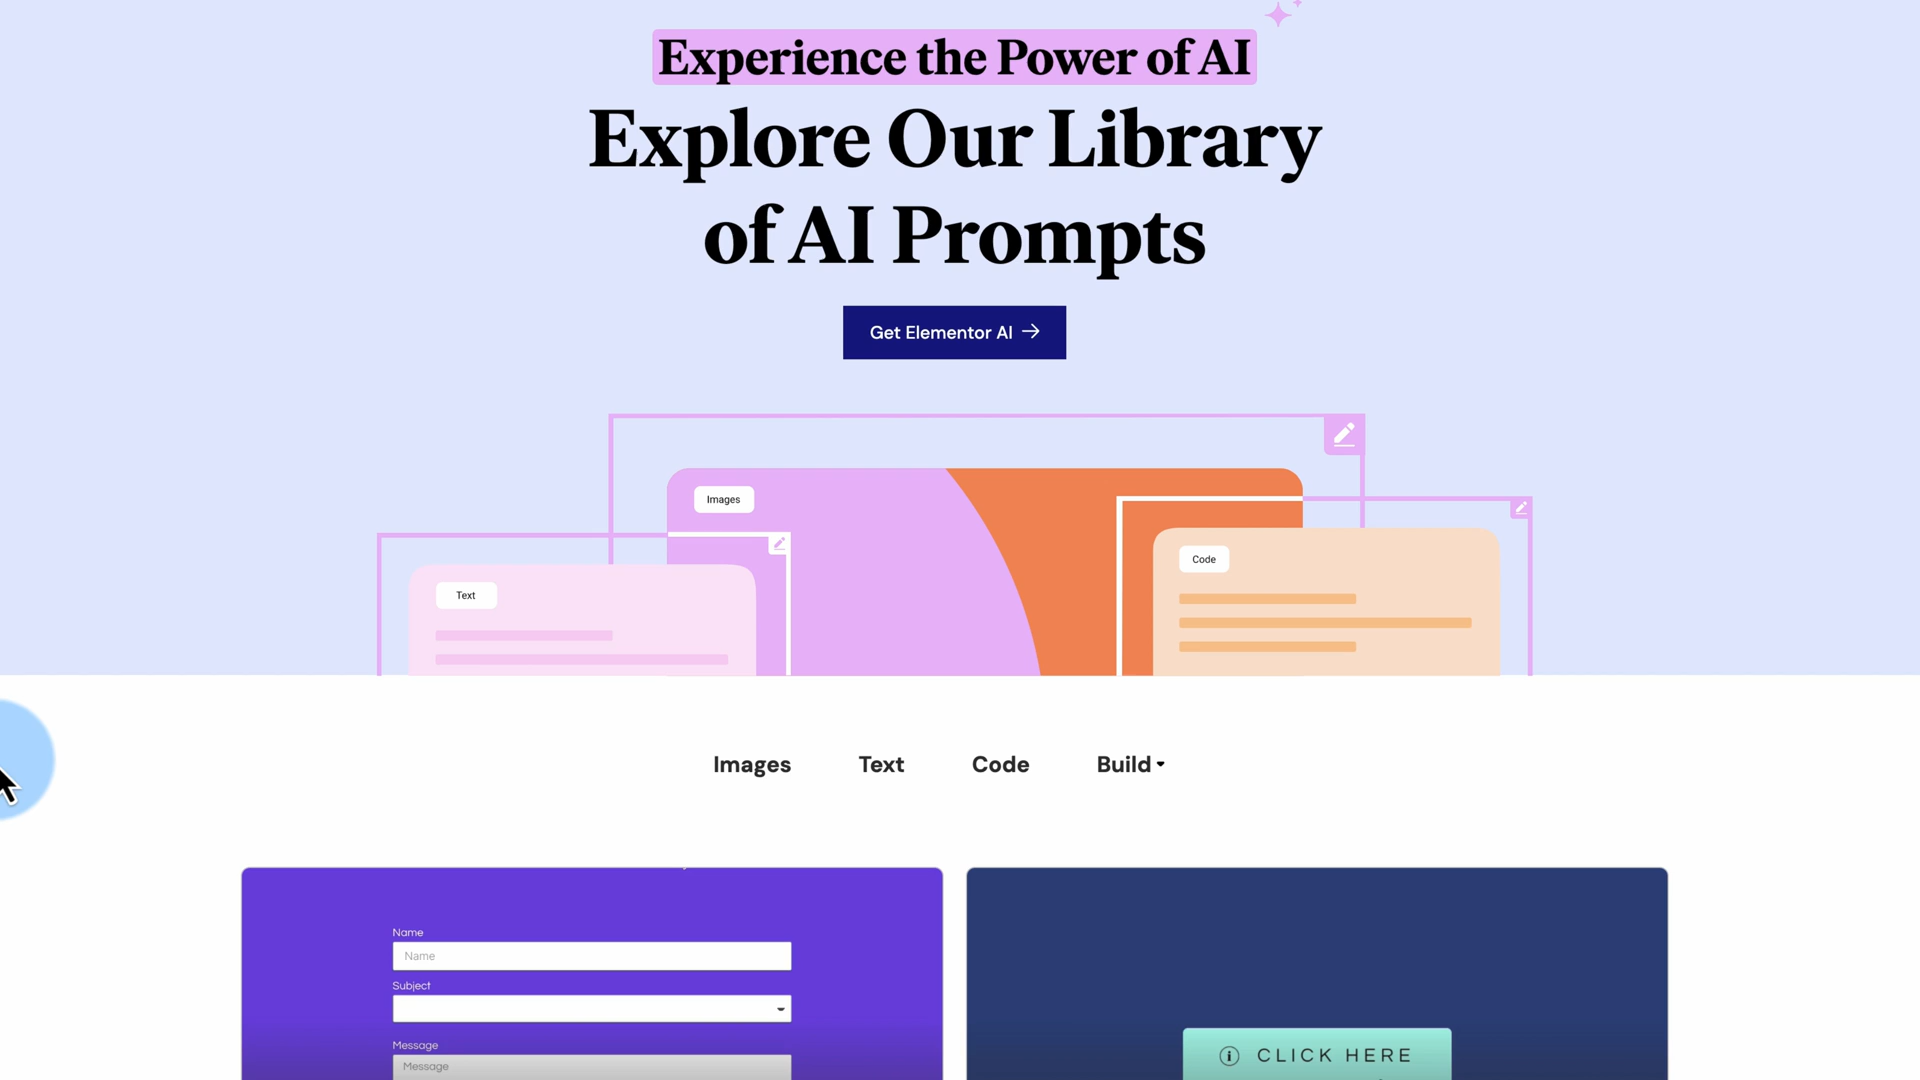 Experience the Power of AI
Explore Our Library
of AI Prompts
Get Elementor AI
Images
Code
Text
Images Text Code Build
Name
Name
Subject
Message
Message
CLICK HERE